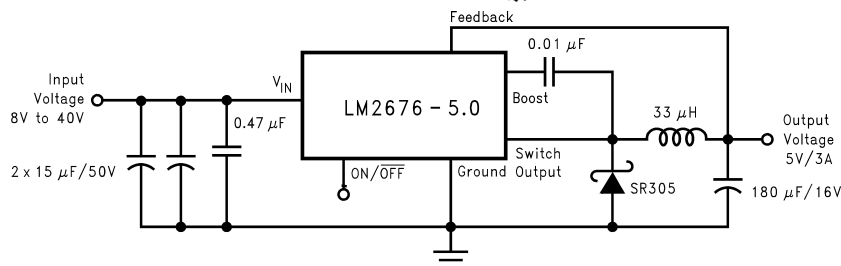 Feedback
0.01 μF
Input
Voltage
8V to 40V
V_IN
LM2676 - 5.0
Boost
33 μH
Output
Voltage
5V/3A
0.47 μF
2 x 15 μF/50V
ON/O̅F̅F̅
Ground
Switch
Output
SR305
180 μF/16V